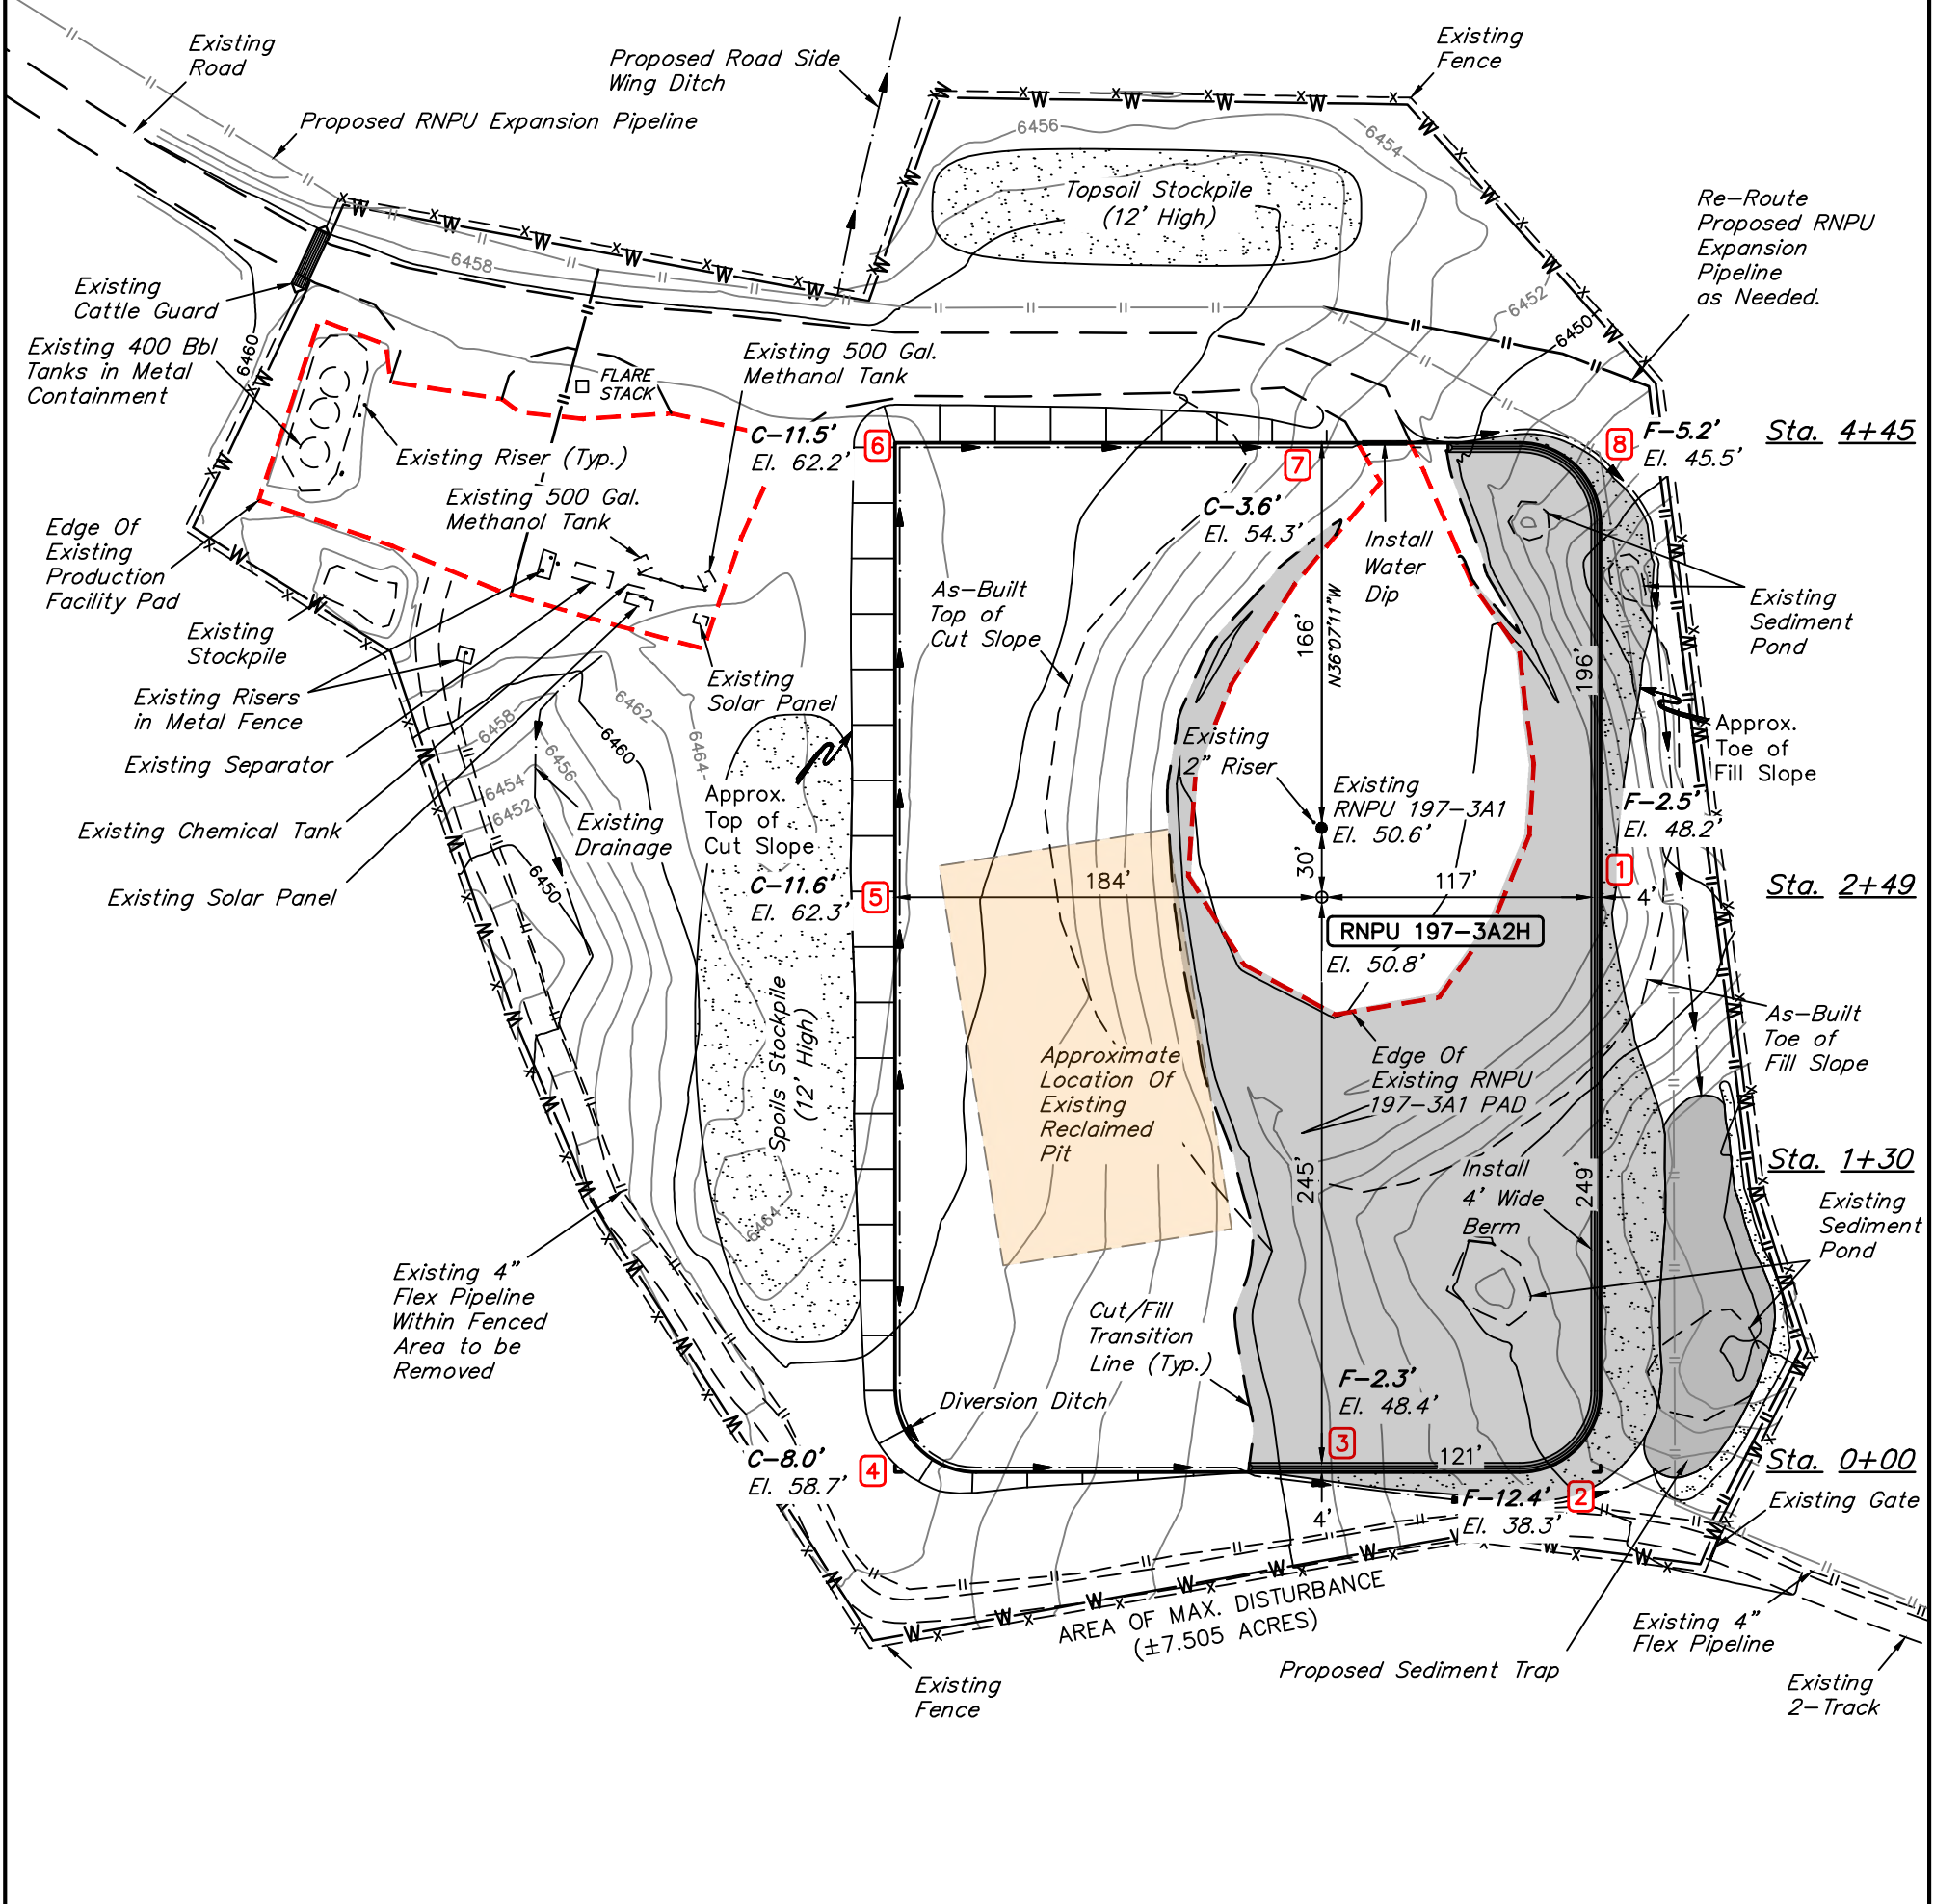 Existing
Road
Proposed Road Side
Wing Ditch
Existing
Fence
Proposed RNPU Expansion Pipeline
6456
6454
Topsoil Stockpile
(12' High)
Re-Route
Proposed RNPU
Expansion
Pipeline
as Needed.
6458
Existing
Cattle Guard
6460
6452
6450
Existing 400 Bbl
Tanks in Metal
Containment
FLARE
STACK
Existing 500 Gal.
Methanol Tank
C-11.5'
El. 62.2'
6
7
8
F-5.2'
El. 45.5'
Sta. 4+45
Existing Riser (Typ.)
Existing 500 Gal.
Methanol Tank
C-3.6'
El. 54.3'
Install
Water
Dip
Edge Of
Existing
Production
Facility Pad
As-Built
Top of
Cut Slope
166'
N36°07'11"W
Existing
Sediment
Pond
Existing
Stockpile
Existing Risers
in Metal Fence
Existing
Solar Panel
196'
6458
6462
6460
6464
6456
6454
6452
6450
Existing
2" Riser
Approx.
Toe of
Fill Slope
Existing Separator
Existing
RNPU 197-3A1
El. 50.6'
Approx.
Top of
Cut Slope
F-2.5'
El. 48.2'
Existing Chemical Tank
Existing
Drainage
30'
Existing Solar Panel
C-11.6'
El. 62.3'
5
184'
117'
1
4'
Sta. 2+49
RNPU 197-3A2H
El. 50.8'
Spoils Stockpile
(12' High)
As-Built
Toe of
Fill Slope
Approximate
Location Of
Existing
Reclaimed
Pit
Edge Of
Existing RNPU
197-3A1 PAD
245'
249'
Install
4' Wide
Berm
Sta. 1+30
Existing
Sediment
Pond
6464
Existing 4"
Flex Pipeline
Within Fenced
Area to be
Removed
Cut/Fill
Transition
Line (Typ.)
F-2.3'
El. 48.4'
Diversion Ditch
3
121'
C-8.0'
El. 58.7'
4
2
Sta. 0+00
F-12.4'
El. 38.3'
4'
Existing Gate
AREA OF MAX. DISTURBANCE
(±7.505 ACRES)
Existing 4"
Flex Pipeline
Proposed Sediment Trap
Existing
Fence
Existing
2-Track